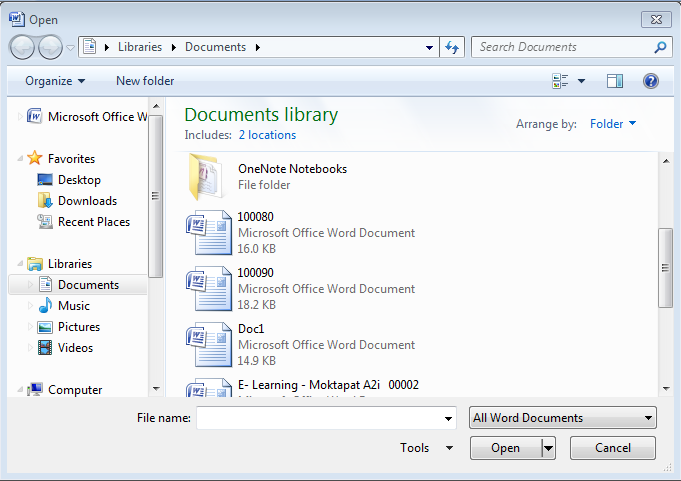 Open
Libraries Documents
Search Documents
Organize New folder
Microsoft Office W
Favorites
Desktop
Downloads
Recent Places
Libraries
Documents
Music
Pictures
Videos
Computer
Documents library
Includes: 2 locations
Arrange by: Folder
OneNote Notebooks
File folder
100080
Microsoft Office Word Document
16.0 KB
100090
Microsoft Office Word Document
18.2 KB
Doc1
Microsoft Office Word Document
14.9 KB
E- Learning - Moktapat A2i 00002
File name:
All Word Documents
Tools Open Cancel